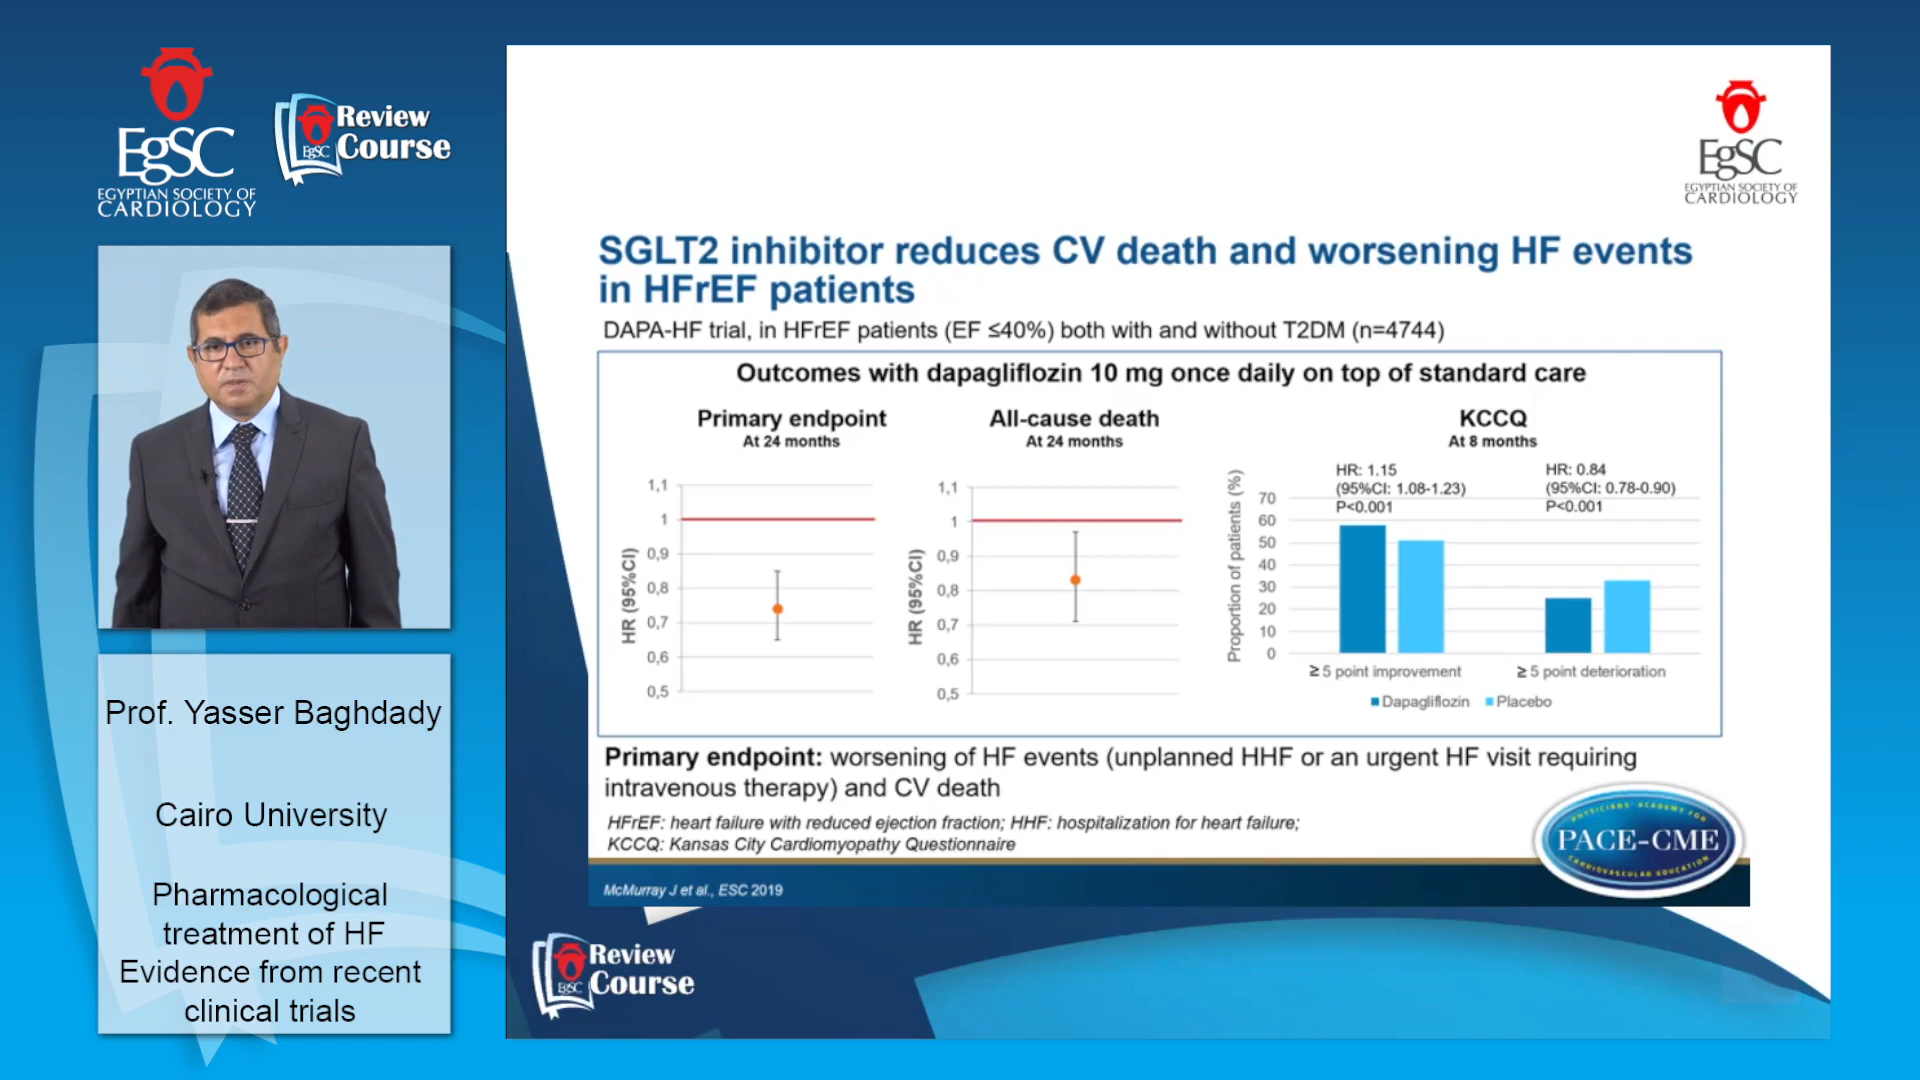 EgSC
EGYPTIAN SOCIETY OF
CARDIOLOGY
Review
Course
EgSC
Prof. Yasser Baghdady
Cairo University
Pharmacological
treatment of HF
Evidence from recent
clinical trials
EgSC
EGYPTIAN SOCIETY OF
CARDIOLOGY
SGLT2 inhibitor reduces CV death and worsening HF events
in HFrEF patients
DAPA-HF trial, in HFrEF patients (EF ≤40%) both with and without T2DM (n=4744)
Outcomes with dapagliflozin 10 mg once daily on top of standard care
Primary endpoint
At 24 months
HR (95%CI)
1,1
1
0,9
0,8
0,7
0,6
0,5
All-cause death
At 24 months
HR (95%CI)
1,1
1
0,9
0,8
0,7
0,6
0,5
KCCQ
At 8 months
HR: 1.15
(95%CI: 1.08-1.23)
P<0.001
HR: 0.84
(95%CI: 0.78-0.90)
P<0.001
Proportion of patients (%)
70
60
50
40
30
20
10
0
≥ 5 point improvement
≥ 5 point deterioration
Dapagliflozin
Placebo
Primary endpoint: worsening of HF events (unplanned HHF or an urgent HF visit requiring
intravenous therapy) and CV death
HFrEF: heart failure with reduced ejection fraction; HHF: hospitalization for heart failure;
KCCQ: Kansas City Cardiomyopathy Questionnaire
PHYSICIANS' ACADEMY FOR
PACE-CME
CARDIOVASCULAR EDUCATION
McMurray J et al., ESC 2019
Review
Course
EgSC